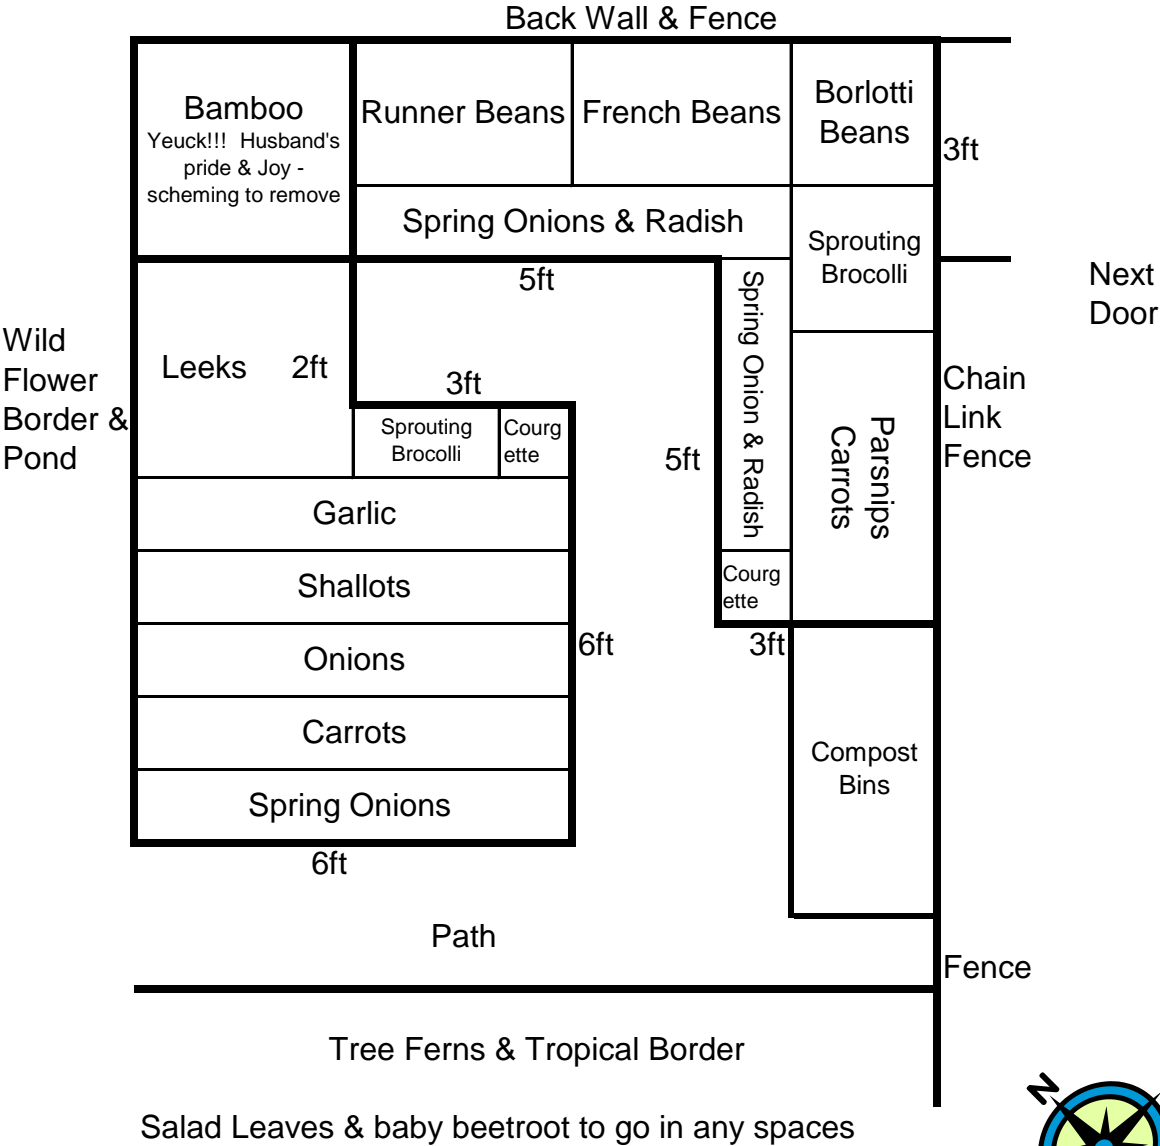 Back Wall & Fence
Bamboo
Yeuck!!! Husband's
pride & Joy -
scheming to remove
Runner Beans
French Beans
Borlotti
Beans
3ft
Spring Onions & Radish
Sprouting
Brocolli
5ft
Next
Door
Wild
Flower
Border &
Pond
Leeks
2ft
3ft
Spring Onion & Radish
Chain
Link
Fence
Sprouting
Brocolli
Courg
ette
5ft
Parsnips
Carrots
Garlic
Shallots
Courg
ette
Onions
6ft
3ft
Carrots
Compost
Bins
Spring Onions
6ft
Path
Fence
Tree Ferns & Tropical Border
N
Salad Leaves & baby beetroot to go in any spaces